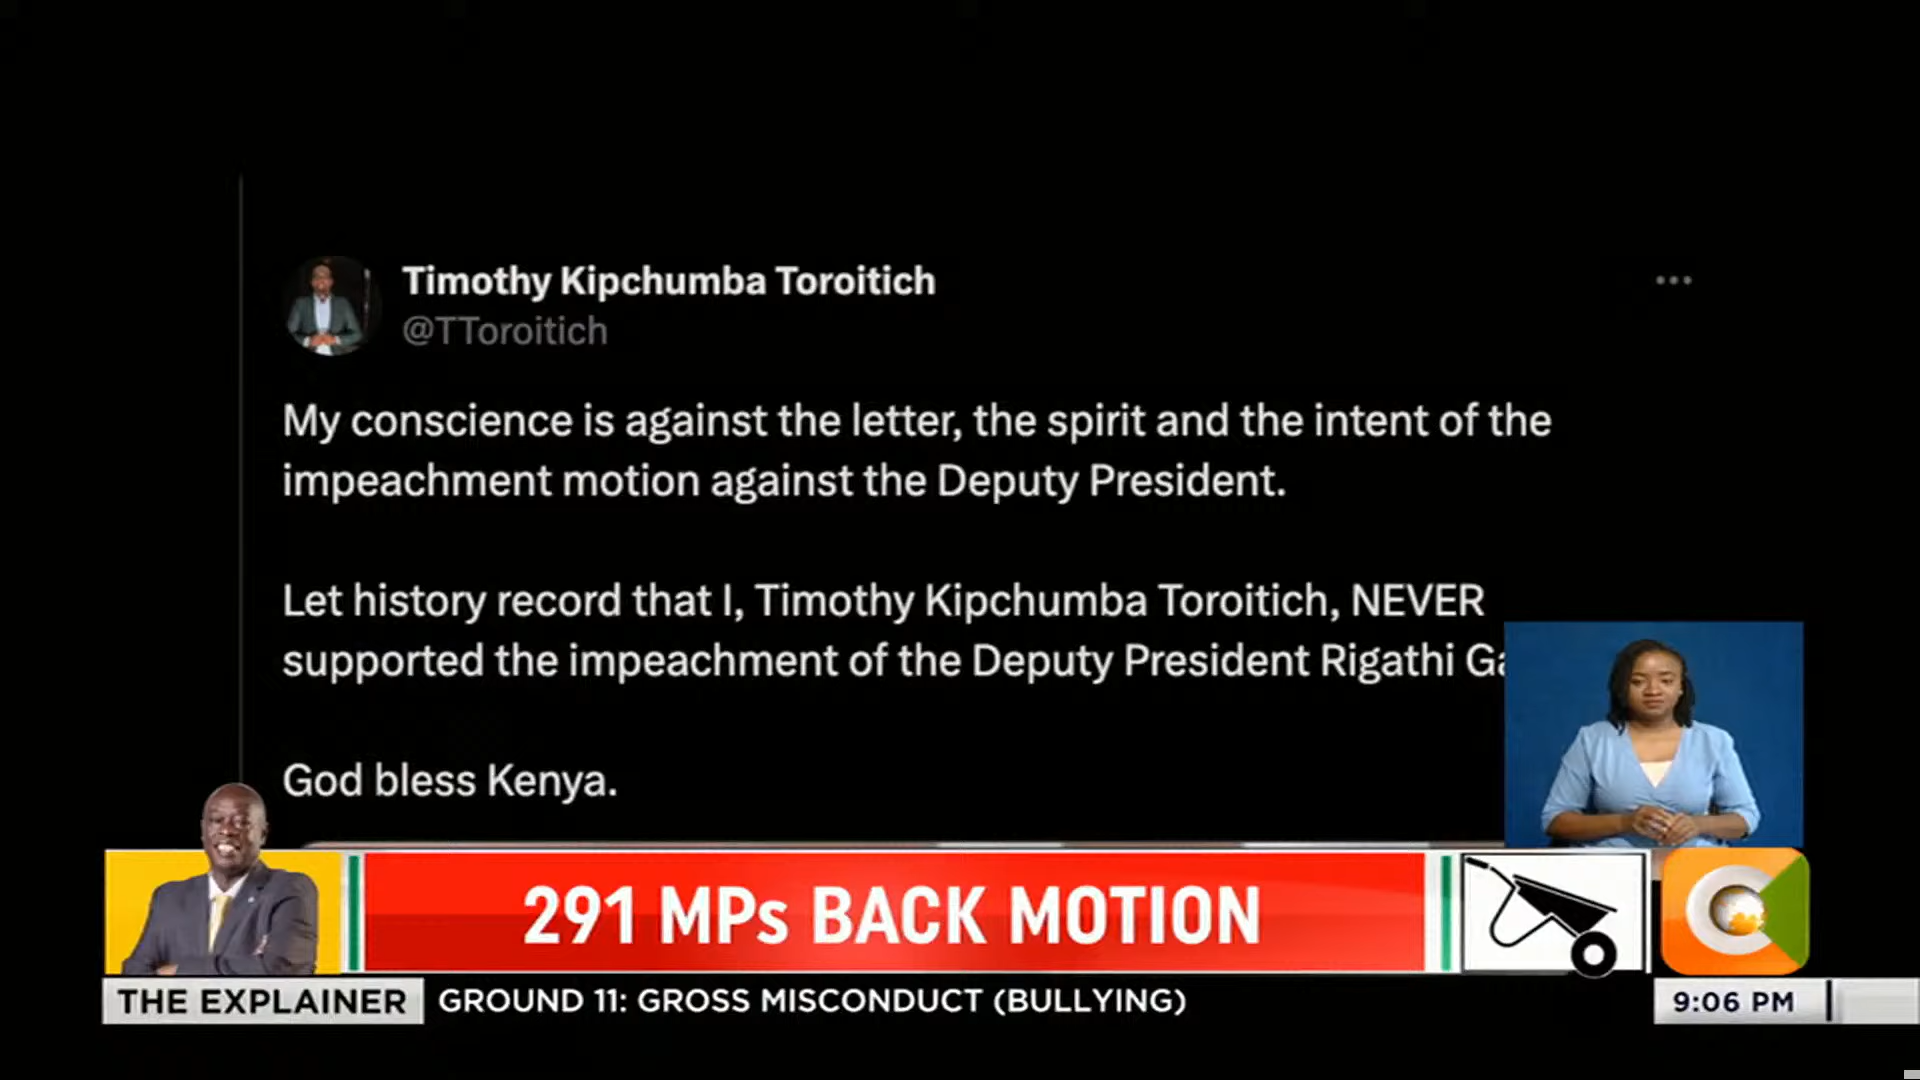 Timothy Kipchumba Toroitich
@TToroitich
My conscience is against the letter, the spirit and the intent of the
impeachment motion against the Deputy President.
Let history record that I, Timothy Kipchumba Toroitich, NEVER
supported the impeachment of the Deputy President Rigathi
God bless Kenya.
291 MPs BACK MOTION
THE EXPLAINER
GROUND 11: GROSS MISCONDUCT (BULLYING)
9:06 PM